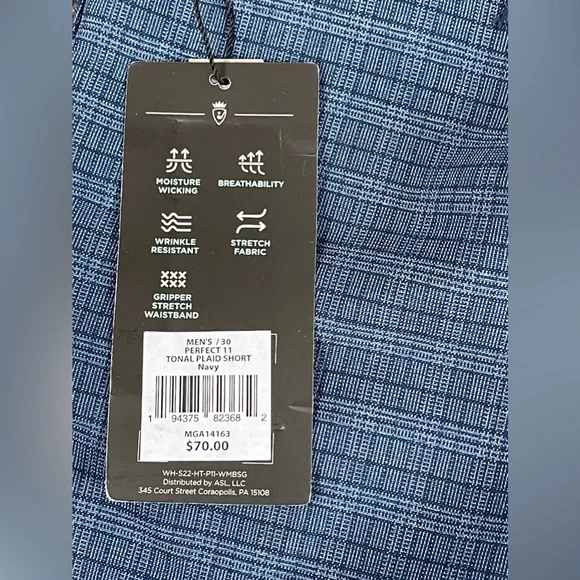 MOISTURE
WICKING
BREATHABILITY
WRINKLE
RESISTANT
STRETCH
FABRIC
GRIPPER
STRETCH
WAISTBAND
MEN'S / 30
PERFECT 11
TONAL PLAID SHORT
Navy
1 94375 82368 2
MGA14163
$70.00
WH-S22-HT-P11-WMBSG
Distributed by ASL, LLC
345 Court Street Coraopolis, PA 15108